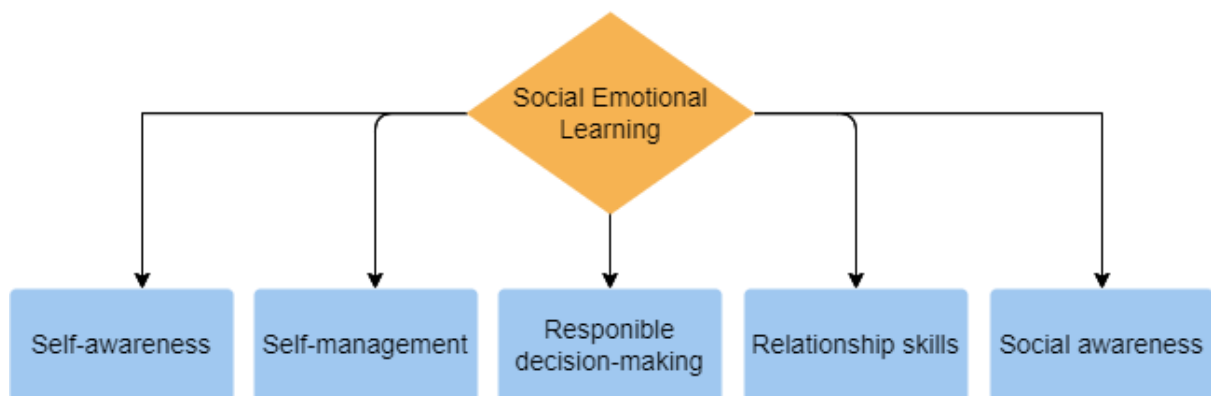 Social Emotional
Learning
Self-awareness
Self-management
Responible
decision-making
Relationship skills
Social awareness